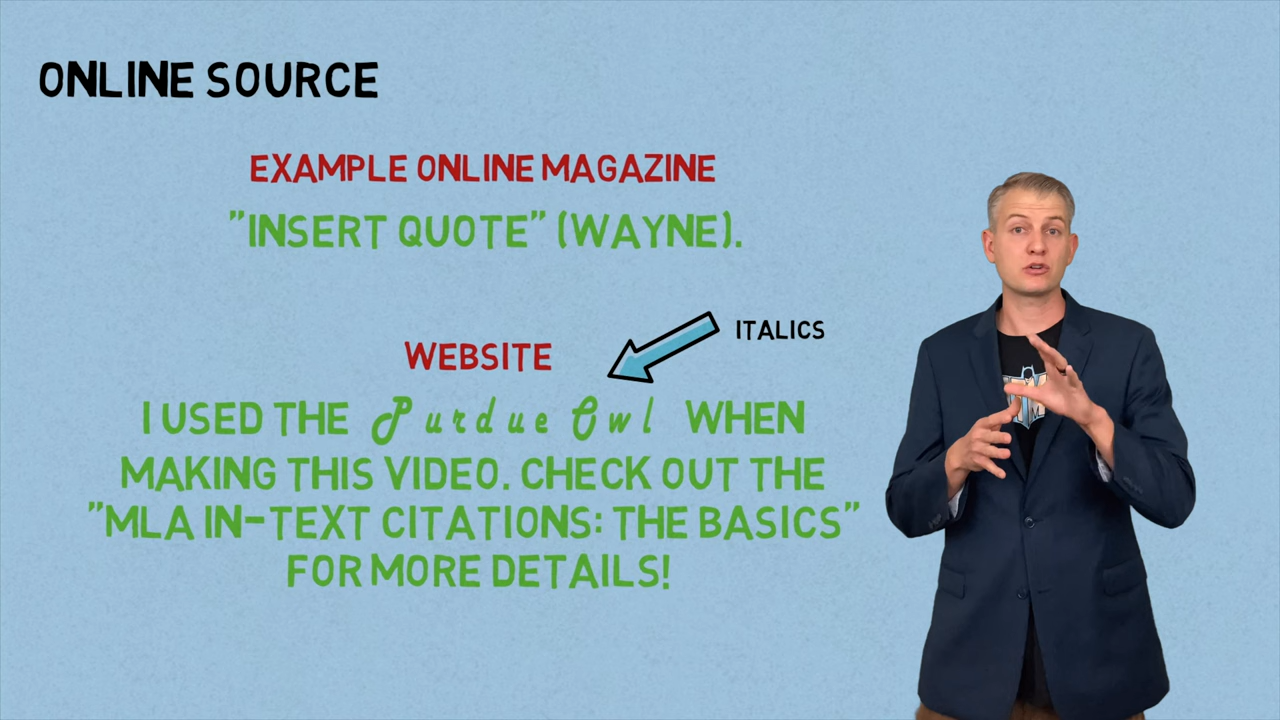 ONLINE SOURCE
EXAMPLE ONLINE MAGAZINE
"INSERT QUOTE" (WAYNE).
ITALICS
WEBSITE
I USED THE Purdue Owl WHEN
MAKING THIS VIDEO. CHECK OUT THE
"MLA IN-TEXT CITATIONS: THE BASICS"
FOR MORE DETAILS!